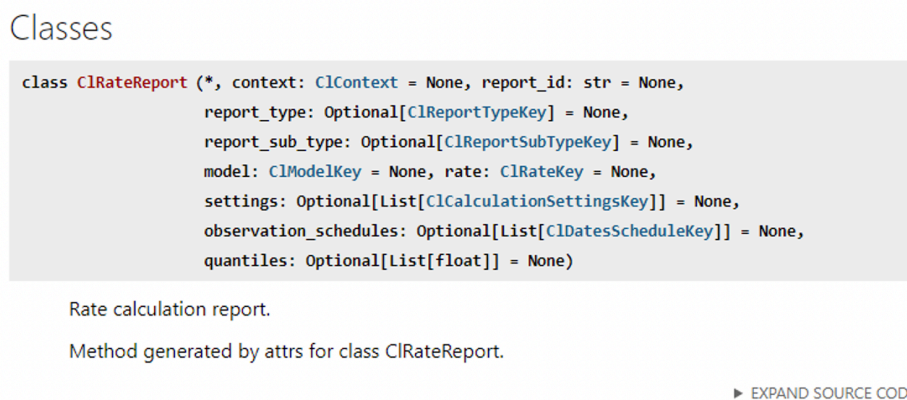 Classes
class ClRateReport (*, context: ClContext = None, report_id: str = None,
report_type: Optional[ClReportTypeKey] = None,
report_sub_type: Optional[ClReportSubTypeKey] = None,
model: ClModelKey = None, rate: ClRateKey = None,
settings: Optional[List[ClCalculationSettingsKey]] = None,
observation_schedules: Optional[List[ClDatesScheduleKey]] = None,
quantiles: Optional[List[float]] = None)
Rate calculation report.
Method generated by attrs for class ClRateReport.
▶ EXPAND SOURCE COD